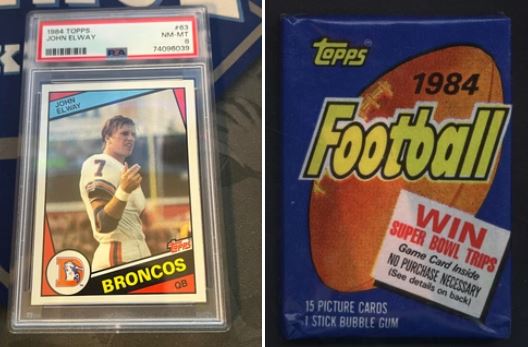 1984 TOPPS
#63
JOHN ELWAY
NM-MT
PSA
74096039
JOHN
ELWAY
7
Topps
D
BRONCOS
QB
Topps
1984
Football
WIN
SUPER BOWL TRIPS
Game Card Inside
NO PURCHASE NECESSARY
(See details on back)
15 PICTURE CARDS
1 STICK BUBBLE GUM